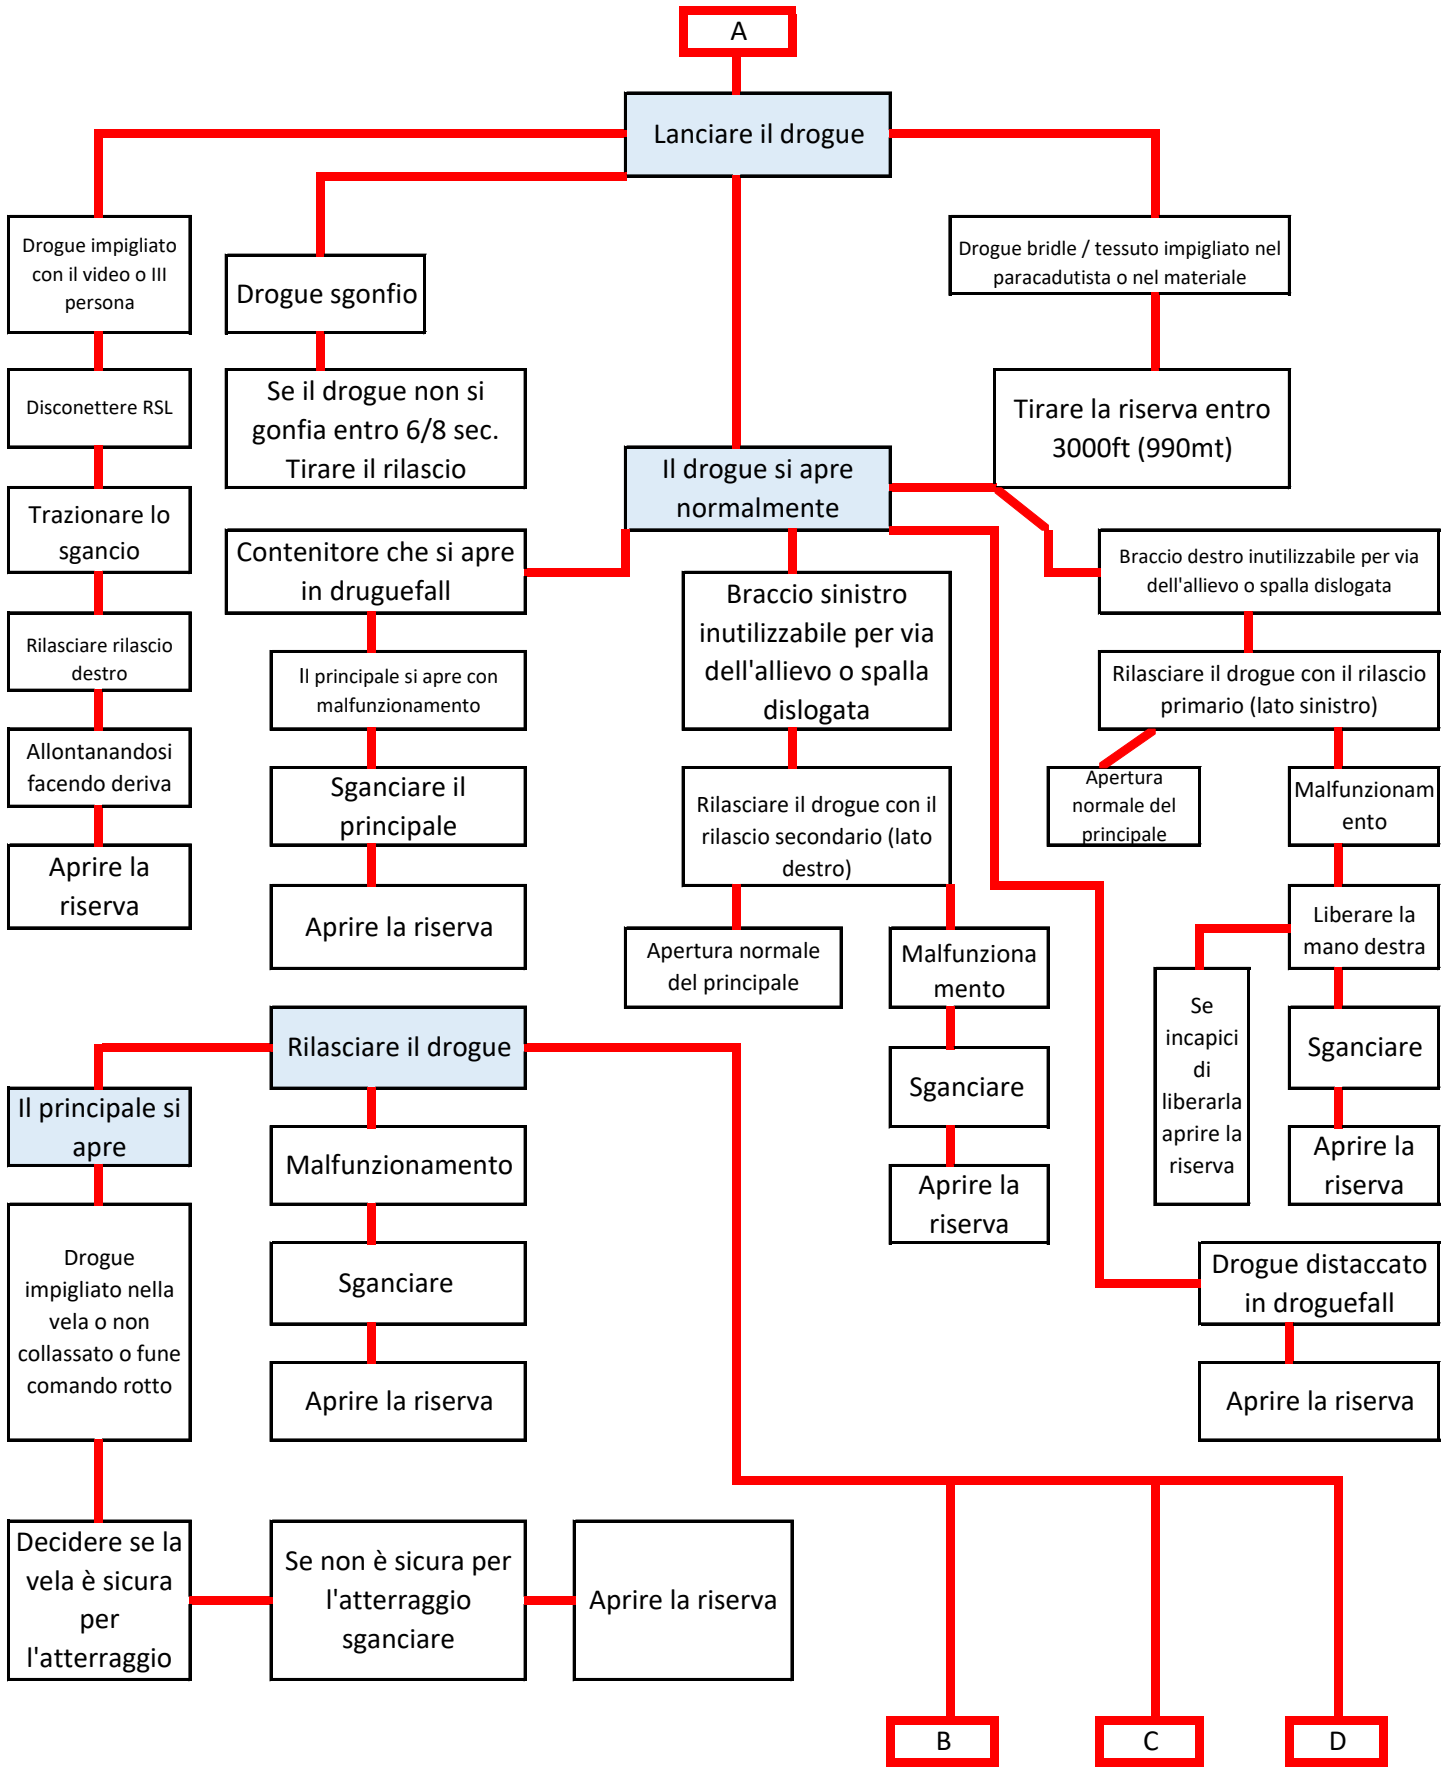 A
Lanciare il drogue
Drogue impigliato
con il video o III
persona
Drogue sgonfio
Drogue bridle / tessuto impigliato nel
paracadutista o nel materiale
Disconettere RSL
Se il drogue non si
gonfia entro 6/8 sec.
Tirare il rilascio
Tirare la riserva entro
3000ft (990mt)
Il drogue si apre
normalmente
Trazionare lo
sgancio
Contenitore che si apre
in druguefall
Braccio sinistro
inutilizzabile per via
dell'allievo o spalla
dislogata
Braccio destro inutilizzabile per via
dell'allievo o spalla dislogata
Rilasciare rilascio
destro
Il principale si apre con
malfunzionamento
Rilasciare il drogue con il rilascio
primario (lato sinistro)
Allontanandosi
facendo deriva
Sganciare il
principale
Rilasciare il drogue con il
rilascio secondario (lato
destro)
Apertura
normale del
principale
Malfunzionam
ento
Aprire la
riserva
Aprire la riserva
Liberare la
mano destra
Apertura normale
del principale
Malfunziona
mento
Se
incapici
di
liberarla
aprire la
riserva
Sganciare
Rilasciare il drogue
Sganciare
Il principale si
apre
Malfunzionamento
Aprire la
riserva
Aprire la
riserva
Drogue
impigliato nella
vela o non
collassato o fune
comando rotto
Sganciare
Drogue distaccato
in droguefall
Aprire la riserva
Aprire la riserva
Decidere se la
vela è sicura
per
l'atterraggio
Se non è sicura per
l'atterraggio
sganciare
Aprire la riserva
B
C
D